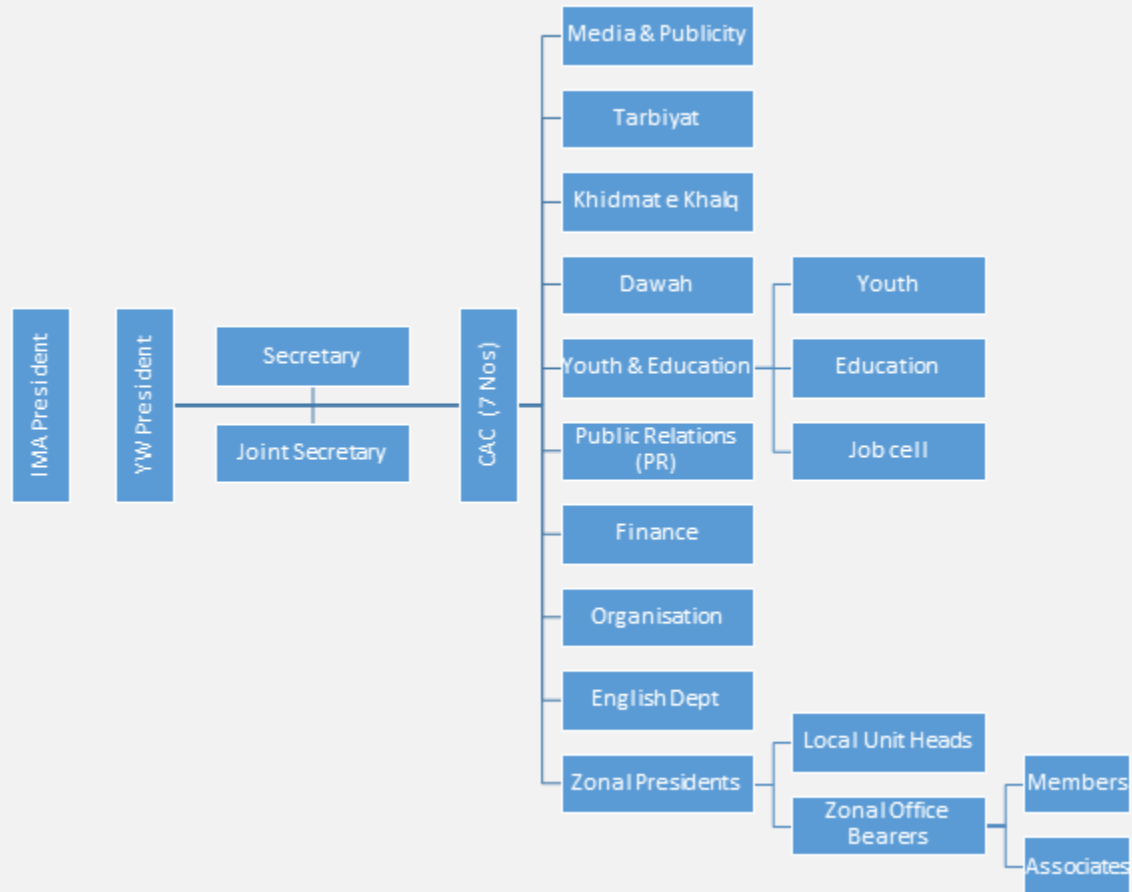 IMA President
YW President
Secretary
Joint Secretary
CAC (7 Nos)
Media & Publicity
Tarbiyat
Khidmat e Khalq
Dawah
Youth & Education
Youth
Education
Job cell
Public Relations
(PR)
Finance
Organisation
English Dept
Zonal Presidents
Local Unit Heads
Zonal Office
Bearers
Members
Associates